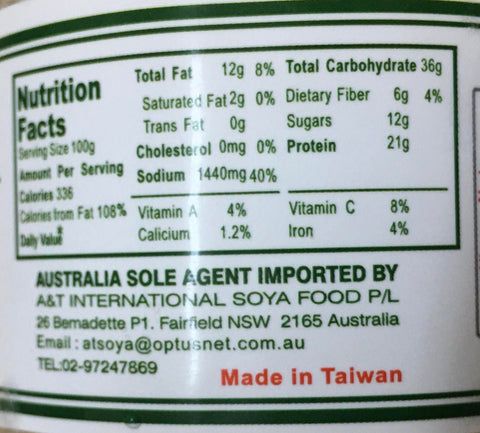 Nutrition
Facts
Serving Size 100g
Amount Per Serving
Calories 336
Calories from Fat 108%
Daily Value*
Total Fat 12g 8%
Saturated Fat 2g 0%
Trans Fat 0g
Cholesterol 0mg 0%
Sodium 1440mg 40%
Total Carbohydrate 36g
Dietary Fiber 6g 4%
Sugars 12g
Protein 21g
Vitamin A 4%
Vitamin C 8%
Calicium 1.2%
Iron 4%
AUSTRALIA SOLE AGENT IMPORTED BY
A&T INTERNATIONAL SOYA FOOD P/L
26 Bernadette P1. Fairfield NSW 2165 Australia
Email : atsoya@optusnet.com.au
TEL:02-97247869
Made in Taiwan